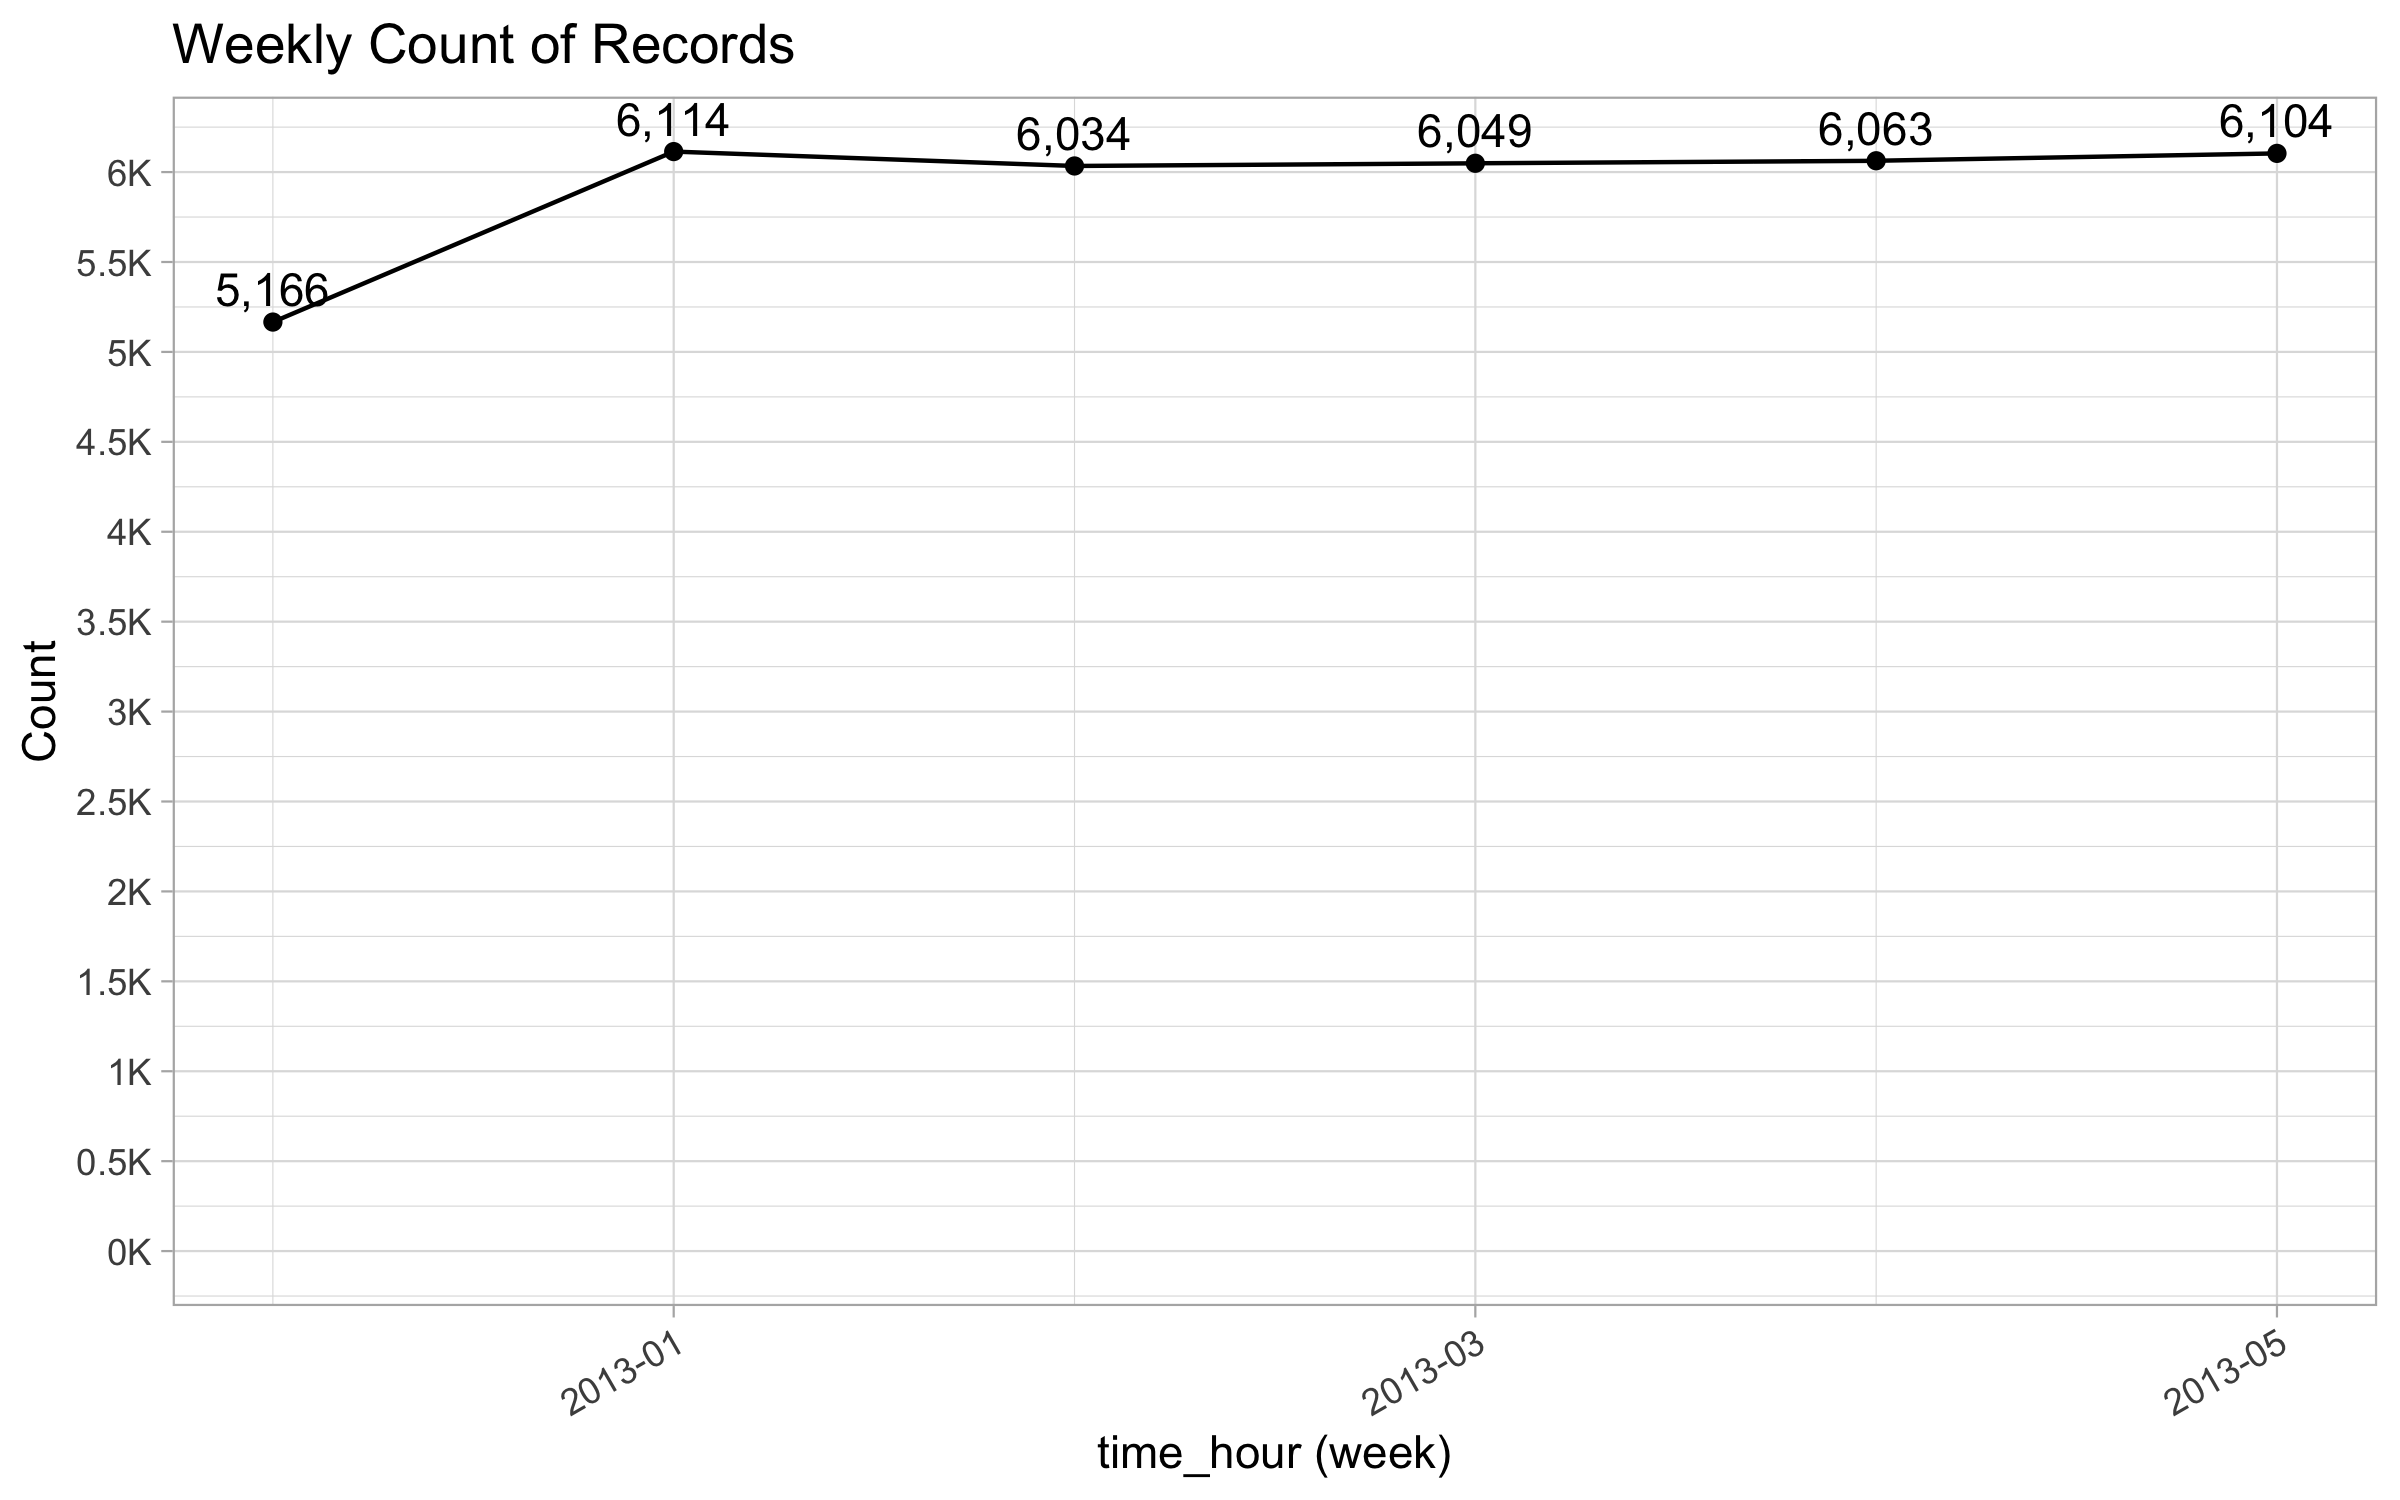 Weekly Count of Records
6,114
6,034
6,049
6,063
6,104
5,166
6K
5.5K
5K
4.5K
4K
3.5K
3K
2.5K
2K
1.5K
1K
0.5K
0K
Count
2013-01
2013-03
2013-05
time_hour (week)